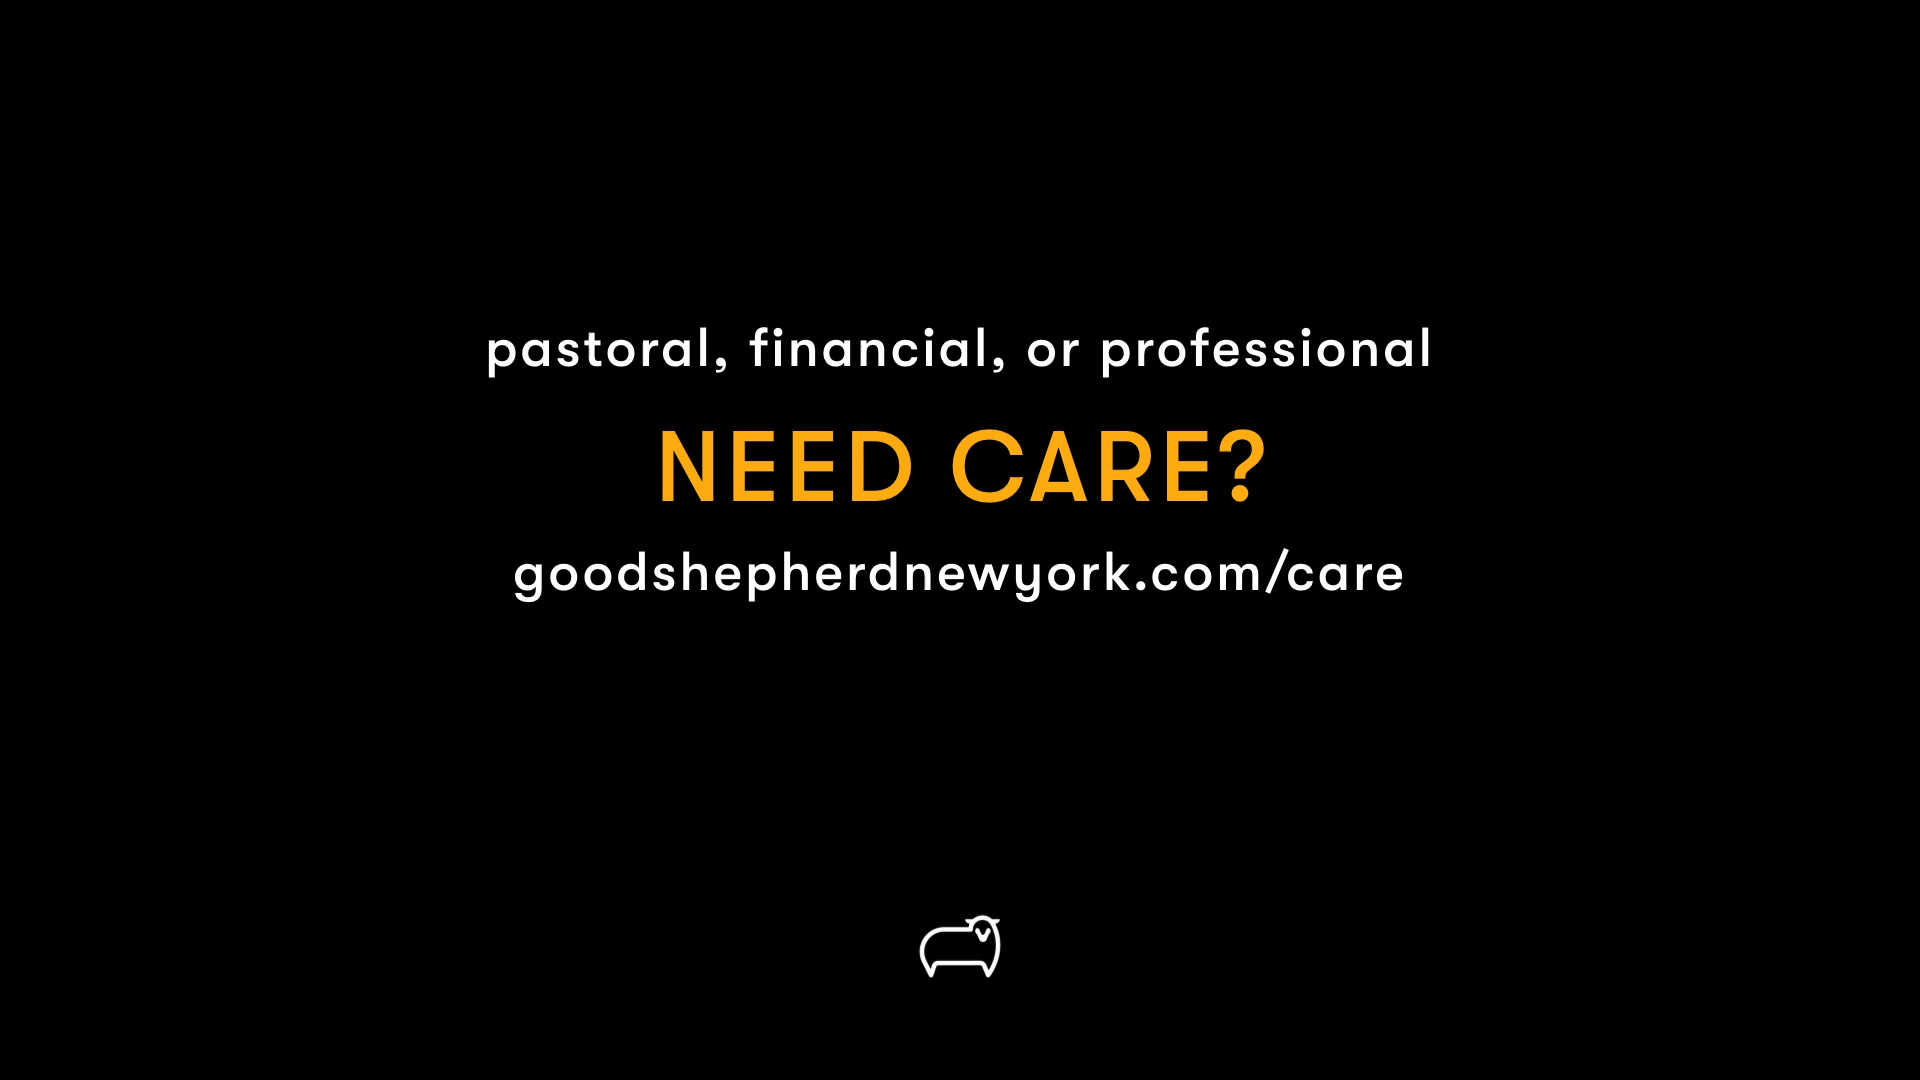 pastoral, financial, or professional
NEED CARE?
goodshepherdnewyork.com/care